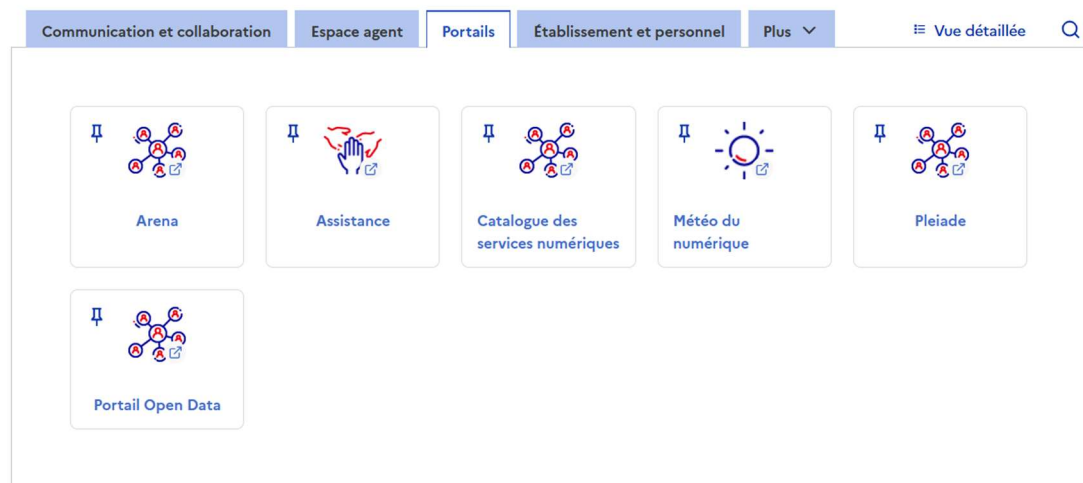 Communication et collaboration
Espace agent
Portails
Établissement et personnel
Plus
Vue détaillée
Arena
Assistance
Catalogue des
services numériques
Météo du
numérique
Pleiade
Portail Open Data